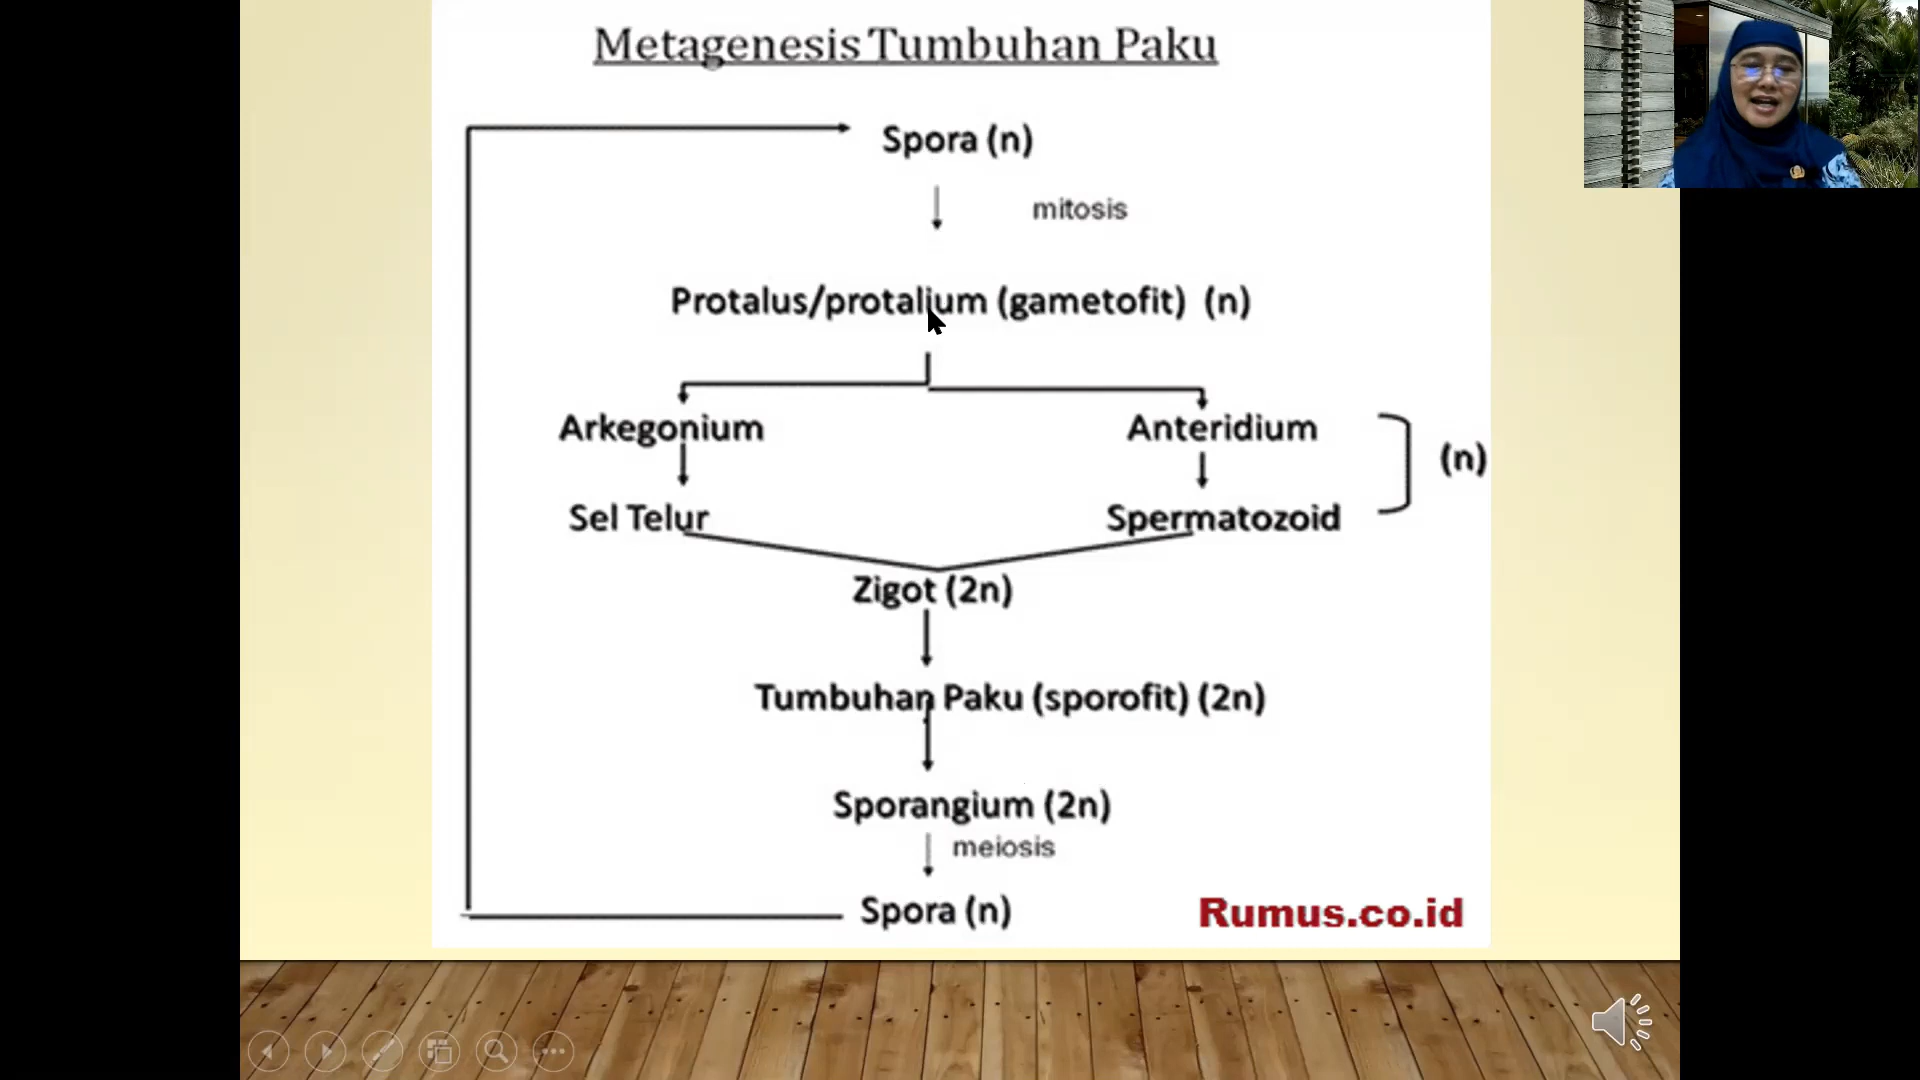 Metagenesis Tumbuhan Paku
Spora (n)
mitosis
Protalus/protalium (gametofit) (n)
Arkegonium
Anteridium
(n)
Sel Telur
Spermatozoid
Zigot (2n)
Tumbuhan Paku (sporofit) (2n)
Sporangium (2n)
meiosis
Spora (n)
Rumus.co.id